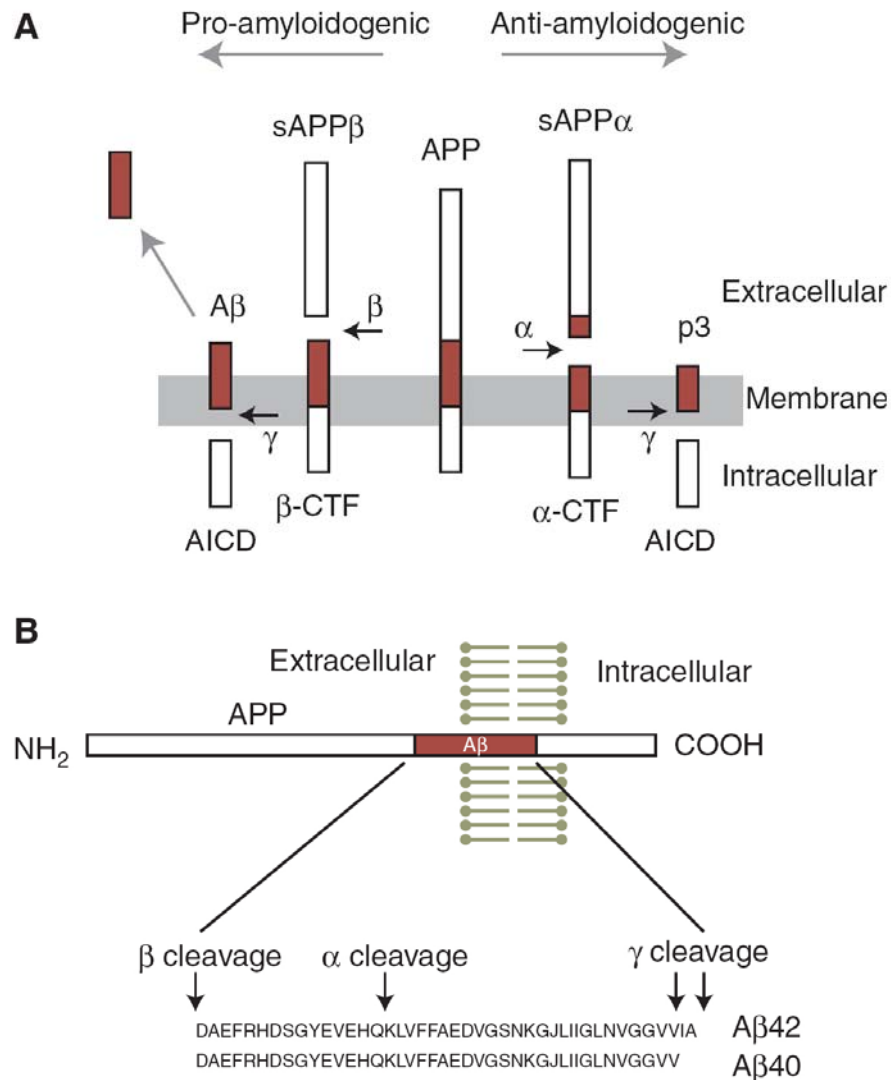 A
Pro-amyloidogenic
Anti-amyloidogenic
sAPPβ
APP
sAPPα
Extracellular
Aβ
β
α
p3
Membrane
γ
γ
Intracellular
β-CTF
α-CTF
AICD
AICD
B
Extracellular
Intracellular
APP
NH2
Aβ
COOH
β cleavage
α cleavage
γ cleavage
DAEFRHDSGYEVEHQKLVFFAEDVGSNKGJLIIGLNVGGVVIA Aβ42
DAEFRHDSGYEVEHQKLVFFAEDVGSNKGJLIIGLNVGGVV Aβ40